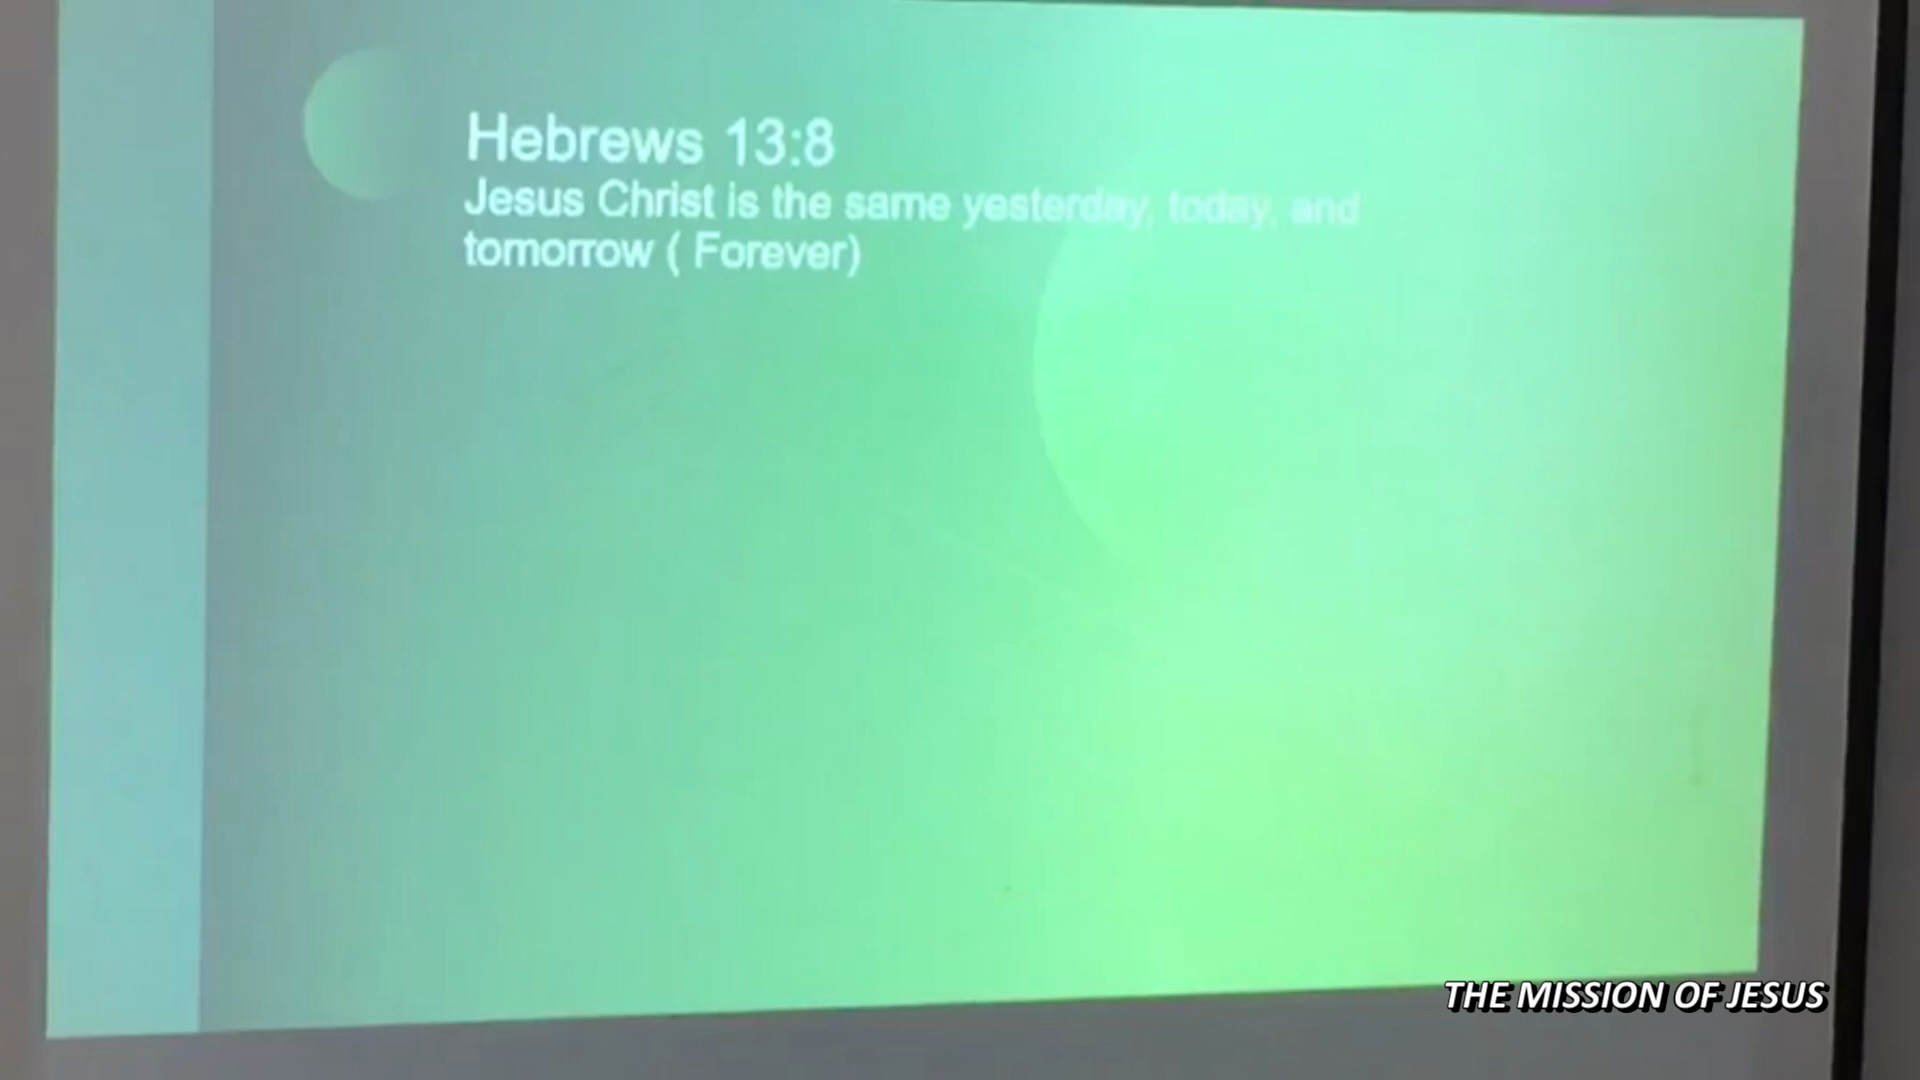 Hebrews 13:8
Jesus Christ is the same yesterday, today, and
tomorrow ( Forever)
THE MISSION OF JESUS